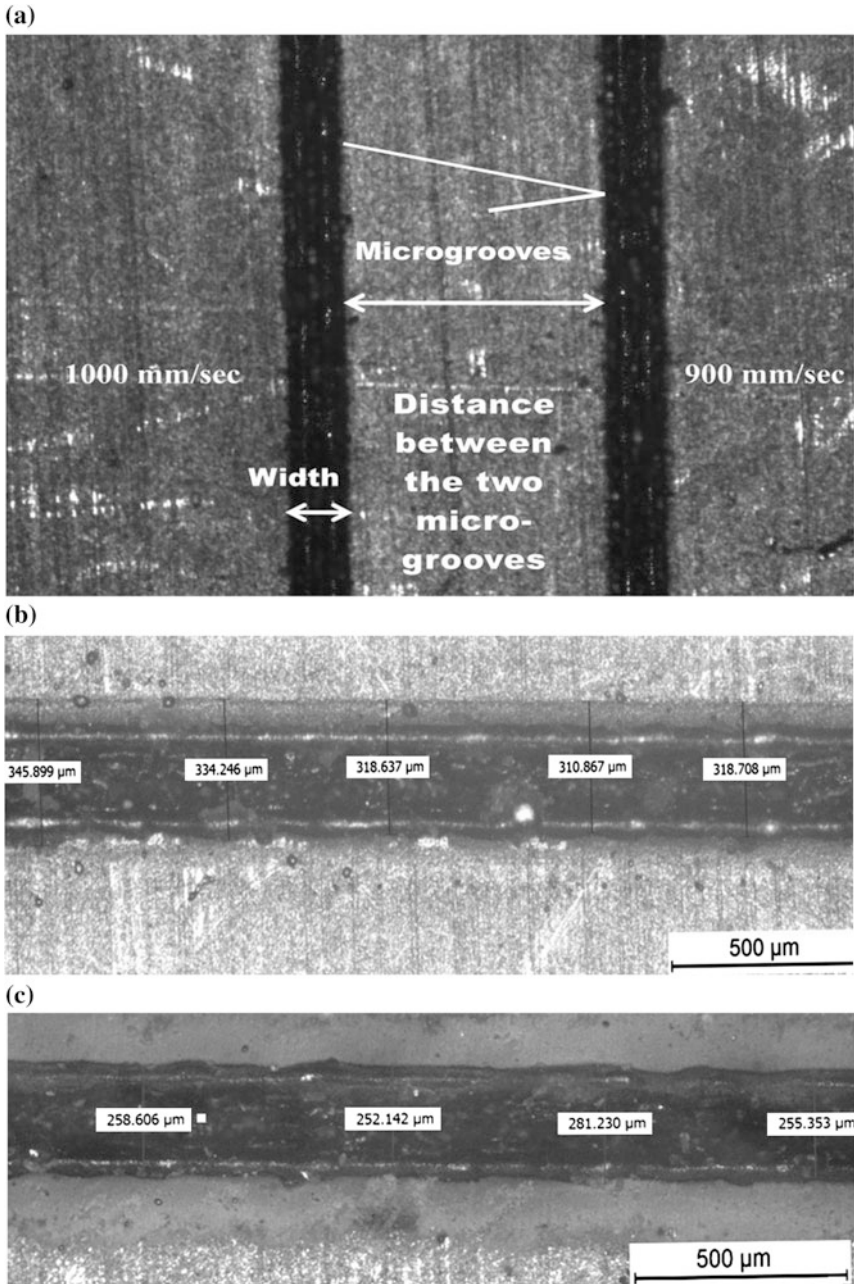 (a)
Microgrooves
1000 mm/sec
900 mm/sec
Distance
between
the two
micro-
grooves
Width
(b)
345.899 µm
334.246 µm
318.637 µm
310.867 µm
318.708 µm
500 µm
(c)
258.606 µm
252.142 µm
281.230 µm
255.353 µm
500 µm